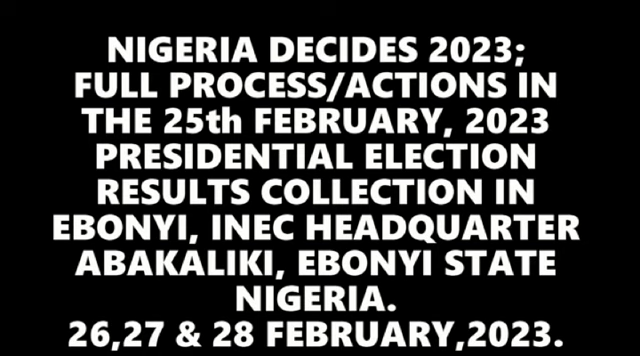 NIGERIA DECIDES 2023;
FULL PROCESS/ACTIONS IN
THE 25th FEBRUARY, 2023
PRESIDENTIAL ELECTION
RESULTS COLLECTION IN
EBONYI, INEC HEADQUARTER
ABAKALIKI, EBONYI STATE
NIGERIA.
26,27 & 28 FEBRUARY,2023.